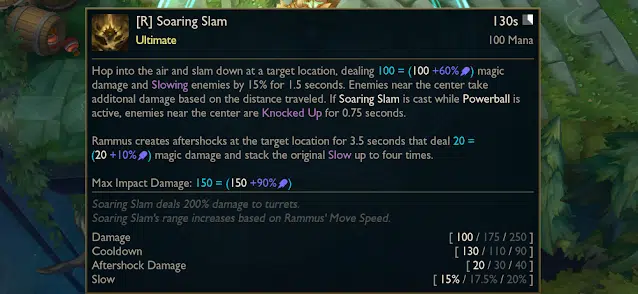 [R] Soaring Slam 130s
Ultimate 100 Mana
Hop into the air and slam down at a target location, dealing 100 = (100 +60%) magic
damage and Slowing enemies by 15% for 1.5 seconds. Enemies near the center take
additonal damage based on the distance traveled. If Soaring Slam is cast while Powerball is
active, enemies near the center are Knocked Up for 0.75 seconds.
Rammus creates aftershocks at the target location for 3.5 seconds that deal 20 =
(20 +10%) magic damage and stack the original Slow up to four times.
Max Impact Damage: 150 = (150 +90%)
Soaring Slam deals 200% damage to turrets.
Soaring Slam's range increases based on Rammus' Move Speed.
Damage [ 100 / 175 / 250 ]
Cooldown [ 130 / 110 / 90 ]
Aftershock Damage [ 20 / 30 / 40 ]
Slow [ 15% / 17.5% / 20% ]